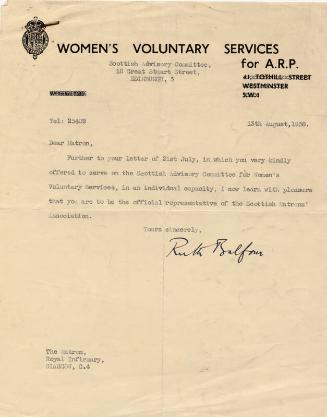 WOMEN'S VOLUNTARY SERVICES
for A.R.P.
Scottish Advisory Committee,
18 Great Stuart Street,
EDINBURGH, 3
41, TOTHILL STREET
WESTMINSTER
S.W.1
Tel: 23402
13th August, 1938.
Dear Matron,
Further to your letter of 21st July, in which you very kindly
offered to serve on the Scottish Advisory Committee for Women's
Voluntary Services, in an individual capacity, I now learn with pleasure
that you are to be the official representative of the Scottish Matrons'
Association.
Yours sincerely,
Ruth Balfour
The Matron,
Royal Infirmary,
GLASGOW, C.4